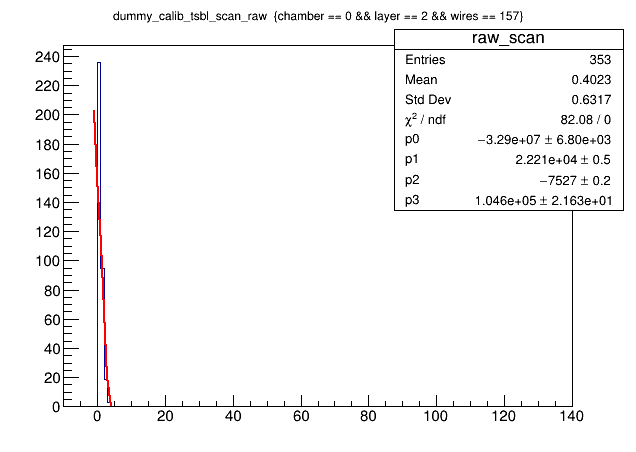 dummy_calib_tsbl_scan_raw {chamber == 0 && layer == 2 && wires == 157}
raw_scan
Entries 353
Mean 0.4023
Std Dev 0.6317
χ² / ndf 82.08 / 0
p0 −3.29e+07 ± 6.80e+03
p1 2.221e+04 ± 0.5
p2 −7527 ± 0.2
p3 1.046e+05 ± 2.163e+01
240
220
200
180
160
140
120
100
80
60
40
20
0
0 20 40 60 80 100 120 140